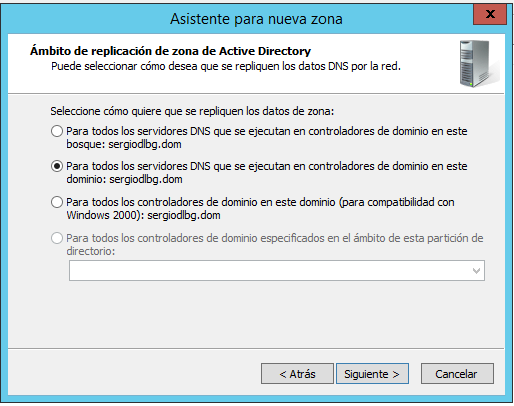 Asistente para nueva zona
x
Ámbito de replicación de zona de Active Directory
Puede seleccionar cómo desea que se repliquen los datos DNS por la red.
Seleccione cómo quiere que se repliquen los datos de zona:
Para todos los servidores DNS que se ejecutan en controladores de dominio en este
bosque: sergiodlbg.dom
Para todos los servidores DNS que se ejecutan en controladores de dominio en este
dominio: sergiodlbg.dom
Para todos los controladores de dominio en este dominio (para compatibilidad con
Windows 2000): sergiodlbg.dom
Para todos los controladores de dominio especificados en el ámbito de esta partición de
directorio:
< Atrás
Siguiente >
Cancelar